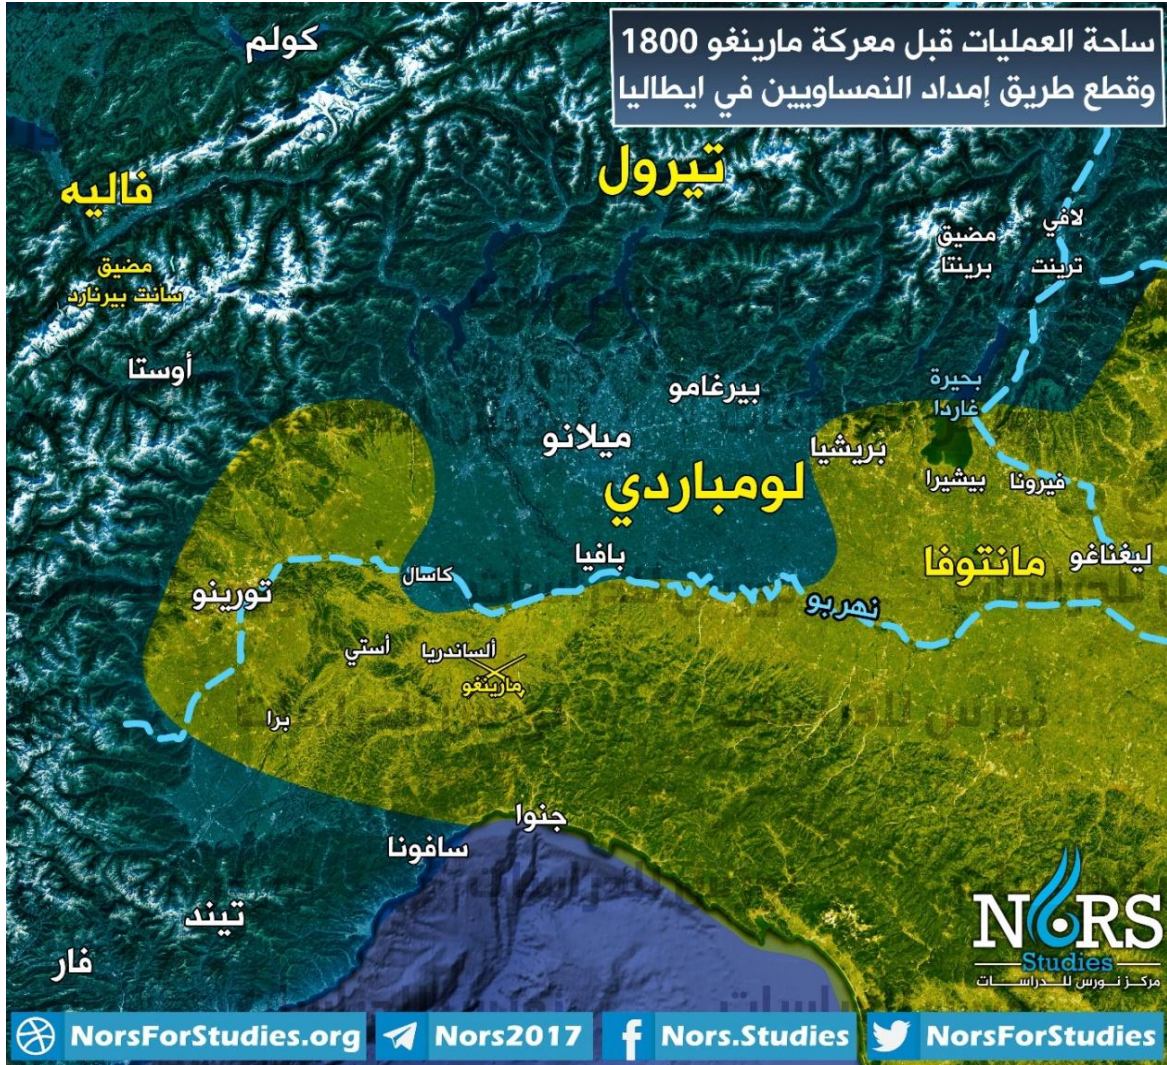 ساحة العمليات قبل معركة مارينغو 1800
وقطع طريق إمداد النمساويين في ايطاليا
كولم
تيرول
فاليه
مضيق
سانت بيرنارد
لافي
مضيق
برينتا
ترينت
أوستا
بيرغامو
بحيرة
غاردا
ميلانو
بريشيا
لومباردي
بيشيرا
فيرونا
بافيا
مانتوفا
ليغناغو
كاسال
تورينو
نهر بو
أستي
ألساندريا
مارينغو
برا
جنوا
سافونا
تيند
فار
NORS
Studies
مركز نورس للدراسات
NorsForStudies.org
Nors2017
Nors.Studies
NorsForStudies